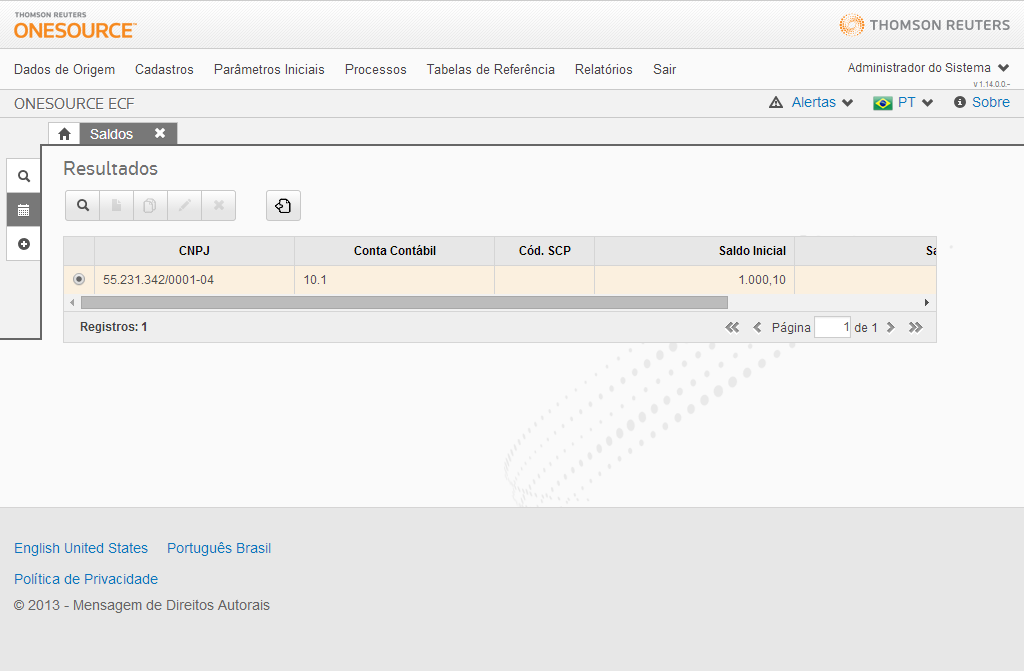 THOMSON REUTERS
ONESOURCE™
THOMSON REUTERS
Dados de Origem Cadastros Parâmetros Iniciais Processos Tabelas de Referência Relatórios Sair
Administrador do Sistema
v 1.14.0.0.-
ONESOURCE ECF
Alertas PT Sobre
Saldos
Resultados
CNPJ Conta Contábil Cód. SCP Saldo Inicial Sa
55.231.342/0001-04 10.1 1.000,10
Registros: 1
Página 1 de 1
English United States Português Brasil
Política de Privacidade
© 2013 - Mensagem de Direitos Autorais